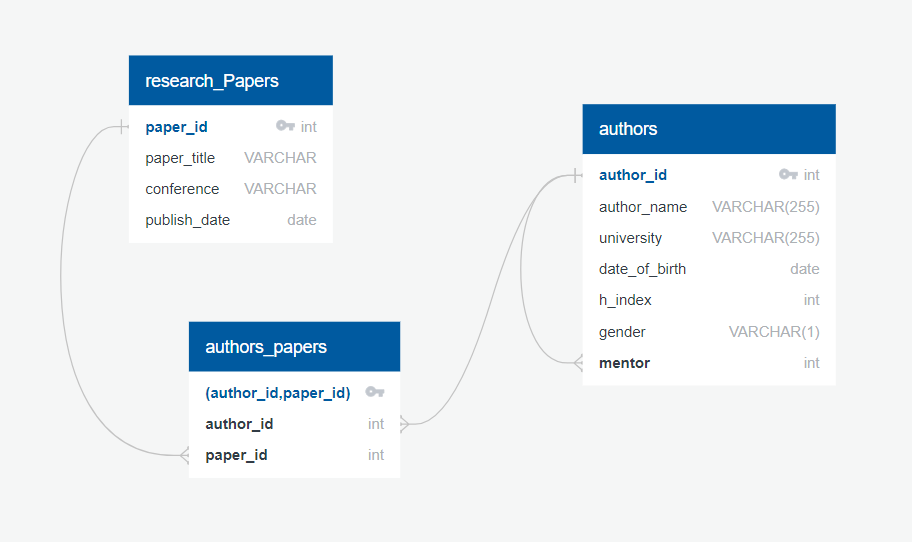 research_Papers
paper_id int
paper_title VARCHAR
conference VARCHAR
publish_date date
authors
author_id int
author_name VARCHAR(255)
university VARCHAR(255)
date_of_birth date
h_index int
gender VARCHAR(1)
mentor int
authors_papers
(author_id,paper_id)
author_id int
paper_id int